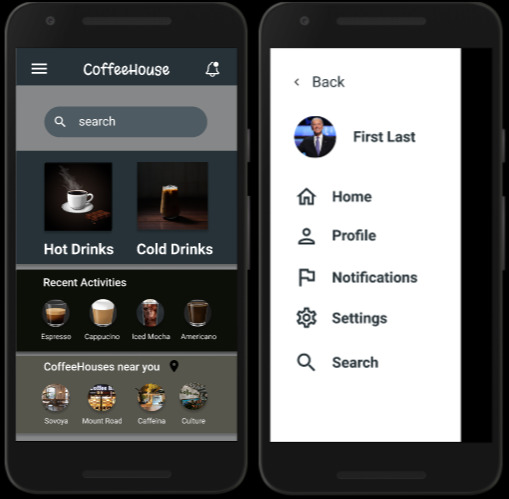 CoffeeHouse
search
Hot Drinks
Cold Drinks
Recent Activities
Espresso
Cappucino
Iced Mocha
Americano
CoffeeHouses near you
Sovoya
Mount Road
Caffeina
Culture
< Back
First Last
Home
Profile
Notifications
Settings
Search